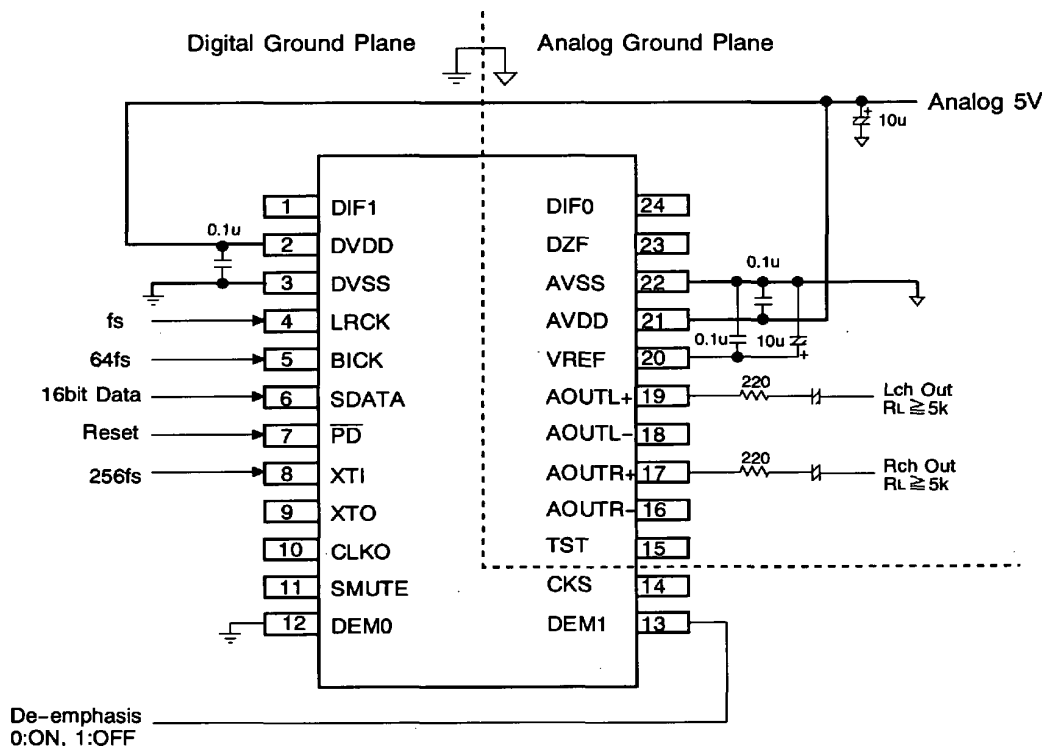 Digital Ground Plane
Analog Ground Plane
Analog 5V
+
10u
1 DIF1
DIF0 24
0.1u
2 DVDD
DZF 23
0.1u
3 DVSS
AVSS 22
fs
4 LRCK
AVDD 21
0.1u
10u
+
64fs
5 BICK
VREF 20
16bit Data
6 SDATA
AOUTL+ 19
220
Lch Out
RL≧5k
Reset
7 PD
AOUTL- 18
256fs
8 XTI
AOUTR+ 17
220
Rch Out
RL≧5k
9 XTO
AOUTR- 16
10 CLKO
TST 15
11 SMUTE
CKS 14
12 DEM0
DEM1 13
De-emphasis
0:ON, 1:OFF